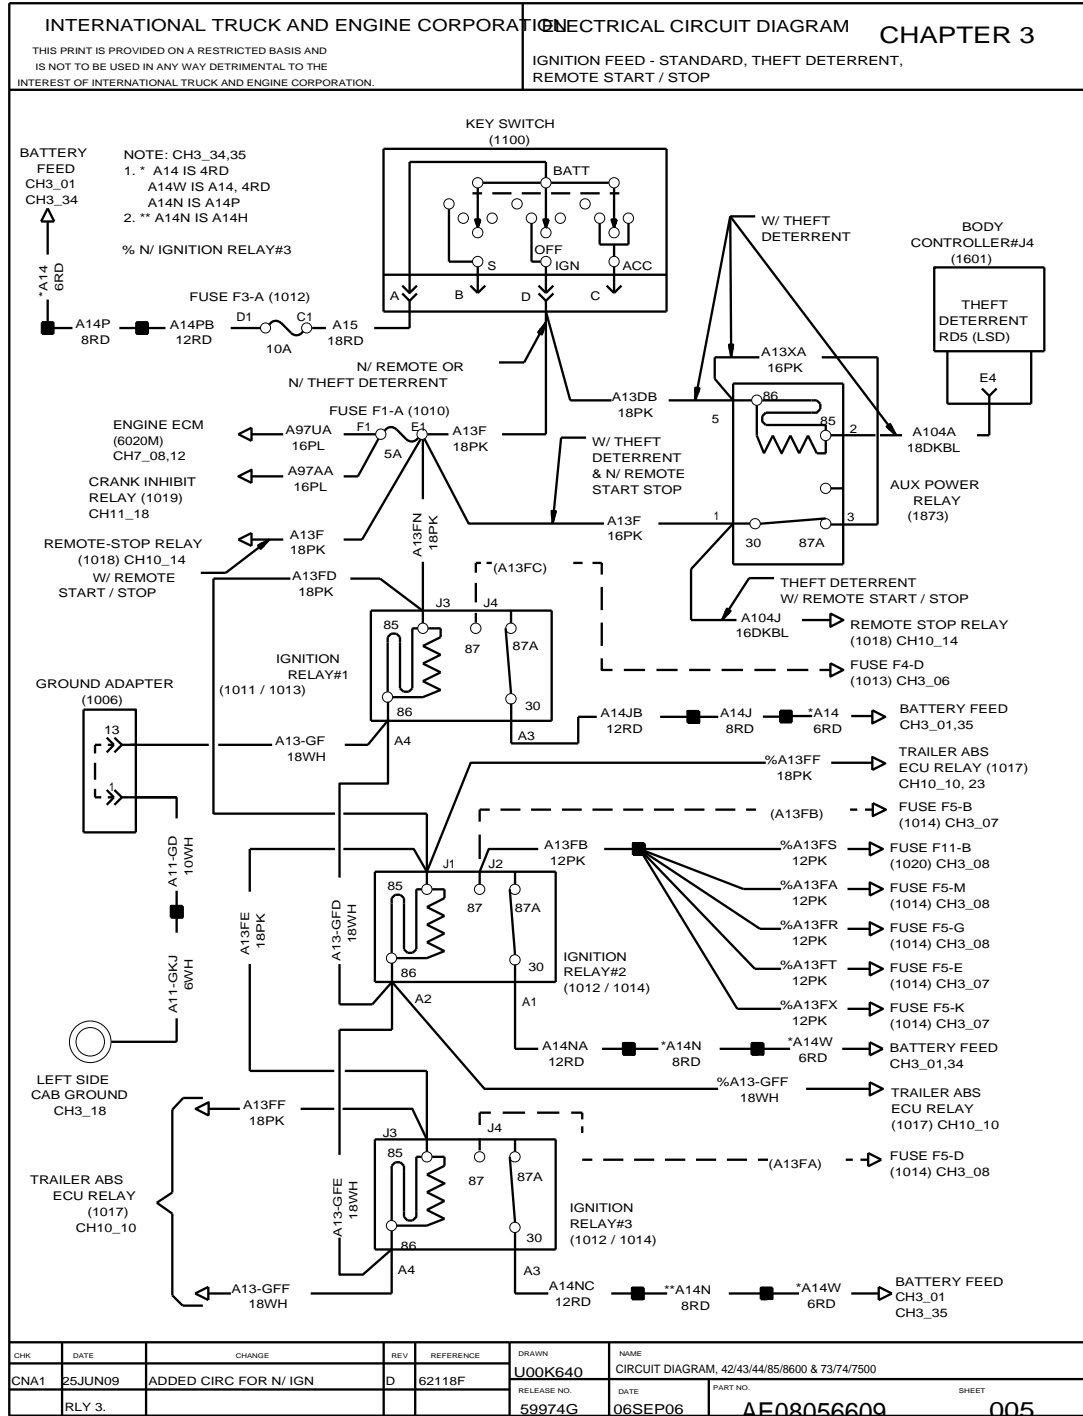 INTERNATIONAL TRUCK AND ENGINE CORPORATION
THIS PRINT IS PROVIDED ON A RESTRICTED BASIS AND
IS NOT TO BE USED IN ANY WAY DETRIMENTAL TO THE
INTEREST OF INTERNATIONAL TRUCK AND ENGINE CORPORATION.
ELECTRICAL CIRCUIT DIAGRAM
CHAPTER 3
IGNITION FEED - STANDARD, THEFT DETERRENT,
REMOTE START / STOP
KEY SWITCH
(1100)
BATTERY
FEED
CH3_01
CH3_34
NOTE: CH3_34,35
1. * A14 IS 4RD
A14W IS A14, 4RD
A14N IS A14P
2. ** A14N IS A14H
% N/ IGNITION RELAY#3
BATT
OFF
S
IGN
ACC
A
B
D
C
W/ THEFT
DETERRENT
BODY
CONTROLLER#J4
(1601)
THEFT
DETERRENT
RD5 (LSD)
E4
*A14
6RD
FUSE F3-A (1012)
A14P
8RD
A14PB
12RD
D1
C1
10A
A15
18RD
N/ REMOTE OR
N/ THEFT DETERRENT
A13XA
16PK
A13DB
18PK
5
86
85
2
A104A
18DKBL
FUSE F1-A (1010)
ENGINE ECM
(6020M)
CH7_08,12
A97UA
16PL
F1
E1
5A
A13F
18PK
A97AA
16PL
CRANK INHIBIT
RELAY (1019)
CH11_18
W/ THEFT
DETERRENT
& N/ REMOTE
START STOP
AUX POWER
RELAY
(1873)
A13F
16PK
1
3
30
87A
REMOTE-STOP RELAY
(1018) CH10_14
W/ REMOTE
START / STOP
A13F
18PK
A13FN
18PK
A13FD
18PK
(A13FC)
THEFT DETERRENT
W/ REMOTE START / STOP
A104J
16DKBL
REMOTE STOP RELAY
(1018) CH10_14
J3
J4
85
87
87A
86
30
IGNITION
RELAY#1
(1011 / 1013)
FUSE F4-D
(1013) CH3_06
GROUND ADAPTER
(1006)
13
1
A13-GF
18WH
A4
A3
A14JB
12RD
A14J
8RD
*A14
6RD
BATTERY FEED
CH3_01,35
%A13FF
18PK
TRAILER ABS
ECU RELAY (1017)
CH10_10, 23
(A13FB)
FUSE F5-B
(1014) CH3_07
A13FB
12PK
%A13FS
12PK
FUSE F11-B
(1020) CH3_08
A11-GD
10WH
A13FE
18PK
A13-GFD
18WH
J1
J2
85
87
87A
86
30
IGNITION
RELAY#2
(1012 / 1014)
%A13FA
12PK
FUSE F5-M
(1014) CH3_08
%A13FR
12PK
FUSE F5-G
(1014) CH3_08
%A13FT
12PK
FUSE F5-E
(1014) CH3_07
%A13FX
12PK
FUSE F5-K
(1014) CH3_07
A11-GKJ
6WH
A2
A1
A14NA
12RD
*A14N
8RD
*A14W
6RD
BATTERY FEED
CH3_01,34
LEFT SIDE
CAB GROUND
CH3_18
%A13-GFF
18WH
TRAILER ABS
ECU RELAY
(1017) CH10_10
A13FF
18PK
J3
J4
85
87
87A
86
30
A13-GFE
18WH
(A13FA)
FUSE F5-D
(1014) CH3_08
TRAILER ABS
ECU RELAY
(1017)
CH10_10
IGNITION
RELAY#3
(1012 / 1014)
A13-GFF
18WH
A4
A3
A14NC
12RD
**A14N
8RD
*A14W
6RD
BATTERY FEED
CH3_01
CH3_35
CHK
DATE
CHANGE
REV
REFERENCE
DRAWN
NAME
CNA1
25JUN09
ADDED CIRC FOR N/ IGN
D
62118F
U00K640
CIRCUIT DIAGRAM, 42/43/44/85/8600 & 73/74/7500
RLY 3.
RELEASE NO.
59974G
DATE
06SEP06
PART NO.
AE08056609
SHEET
005